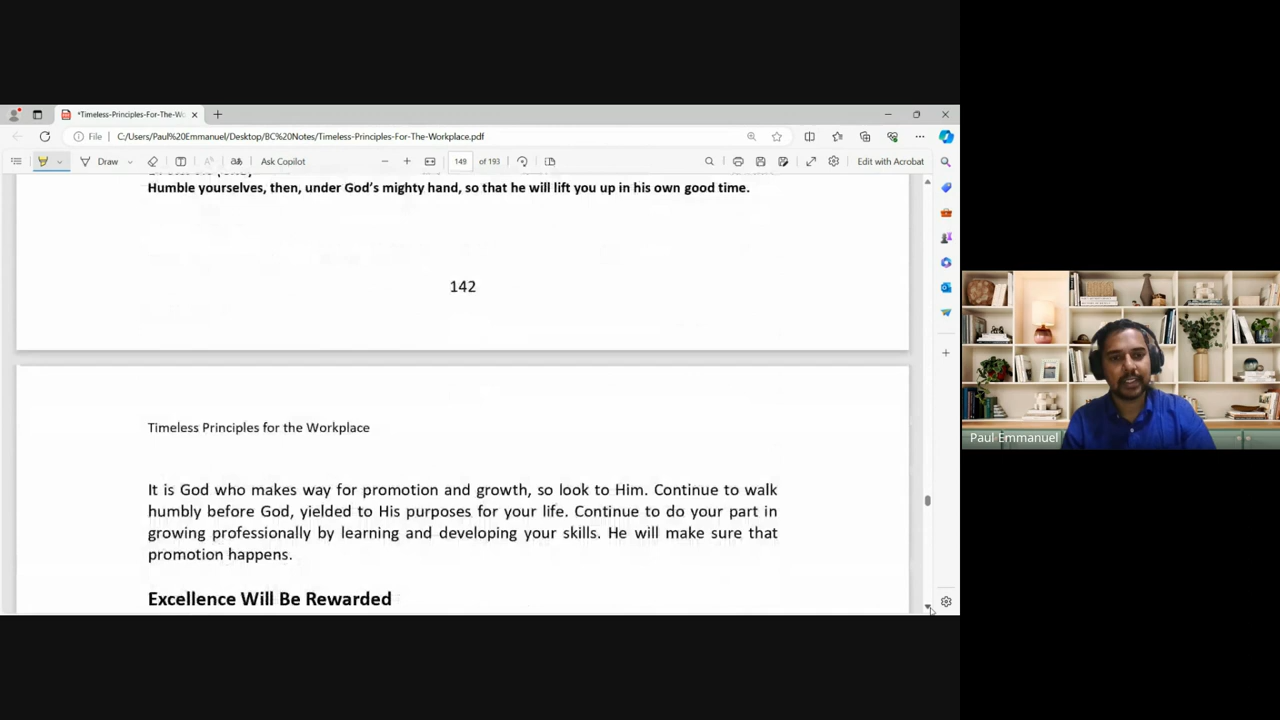 *Timeless-Principles-For-The-Wo
File C:/Users/Paul%20Emmanuel/Desktop/BC%20Notes/Timeless-Principles-For-The-Workplace.pdf
Draw Ask Copilot 149 of 193 Edit with Acrobat
Humble yourselves, then, under God's mighty hand, so that he will lift you up in his own good time.
142
Timeless Principles for the Workplace
It is God who makes way for promotion and growth, so look to Him. Continue to walk
humbly before God, yielded to His purposes for your life. Continue to do your part in
growing professionally by learning and developing your skills. He will make sure that
promotion happens.
Excellence Will Be Rewarded
Paul Emmanuel